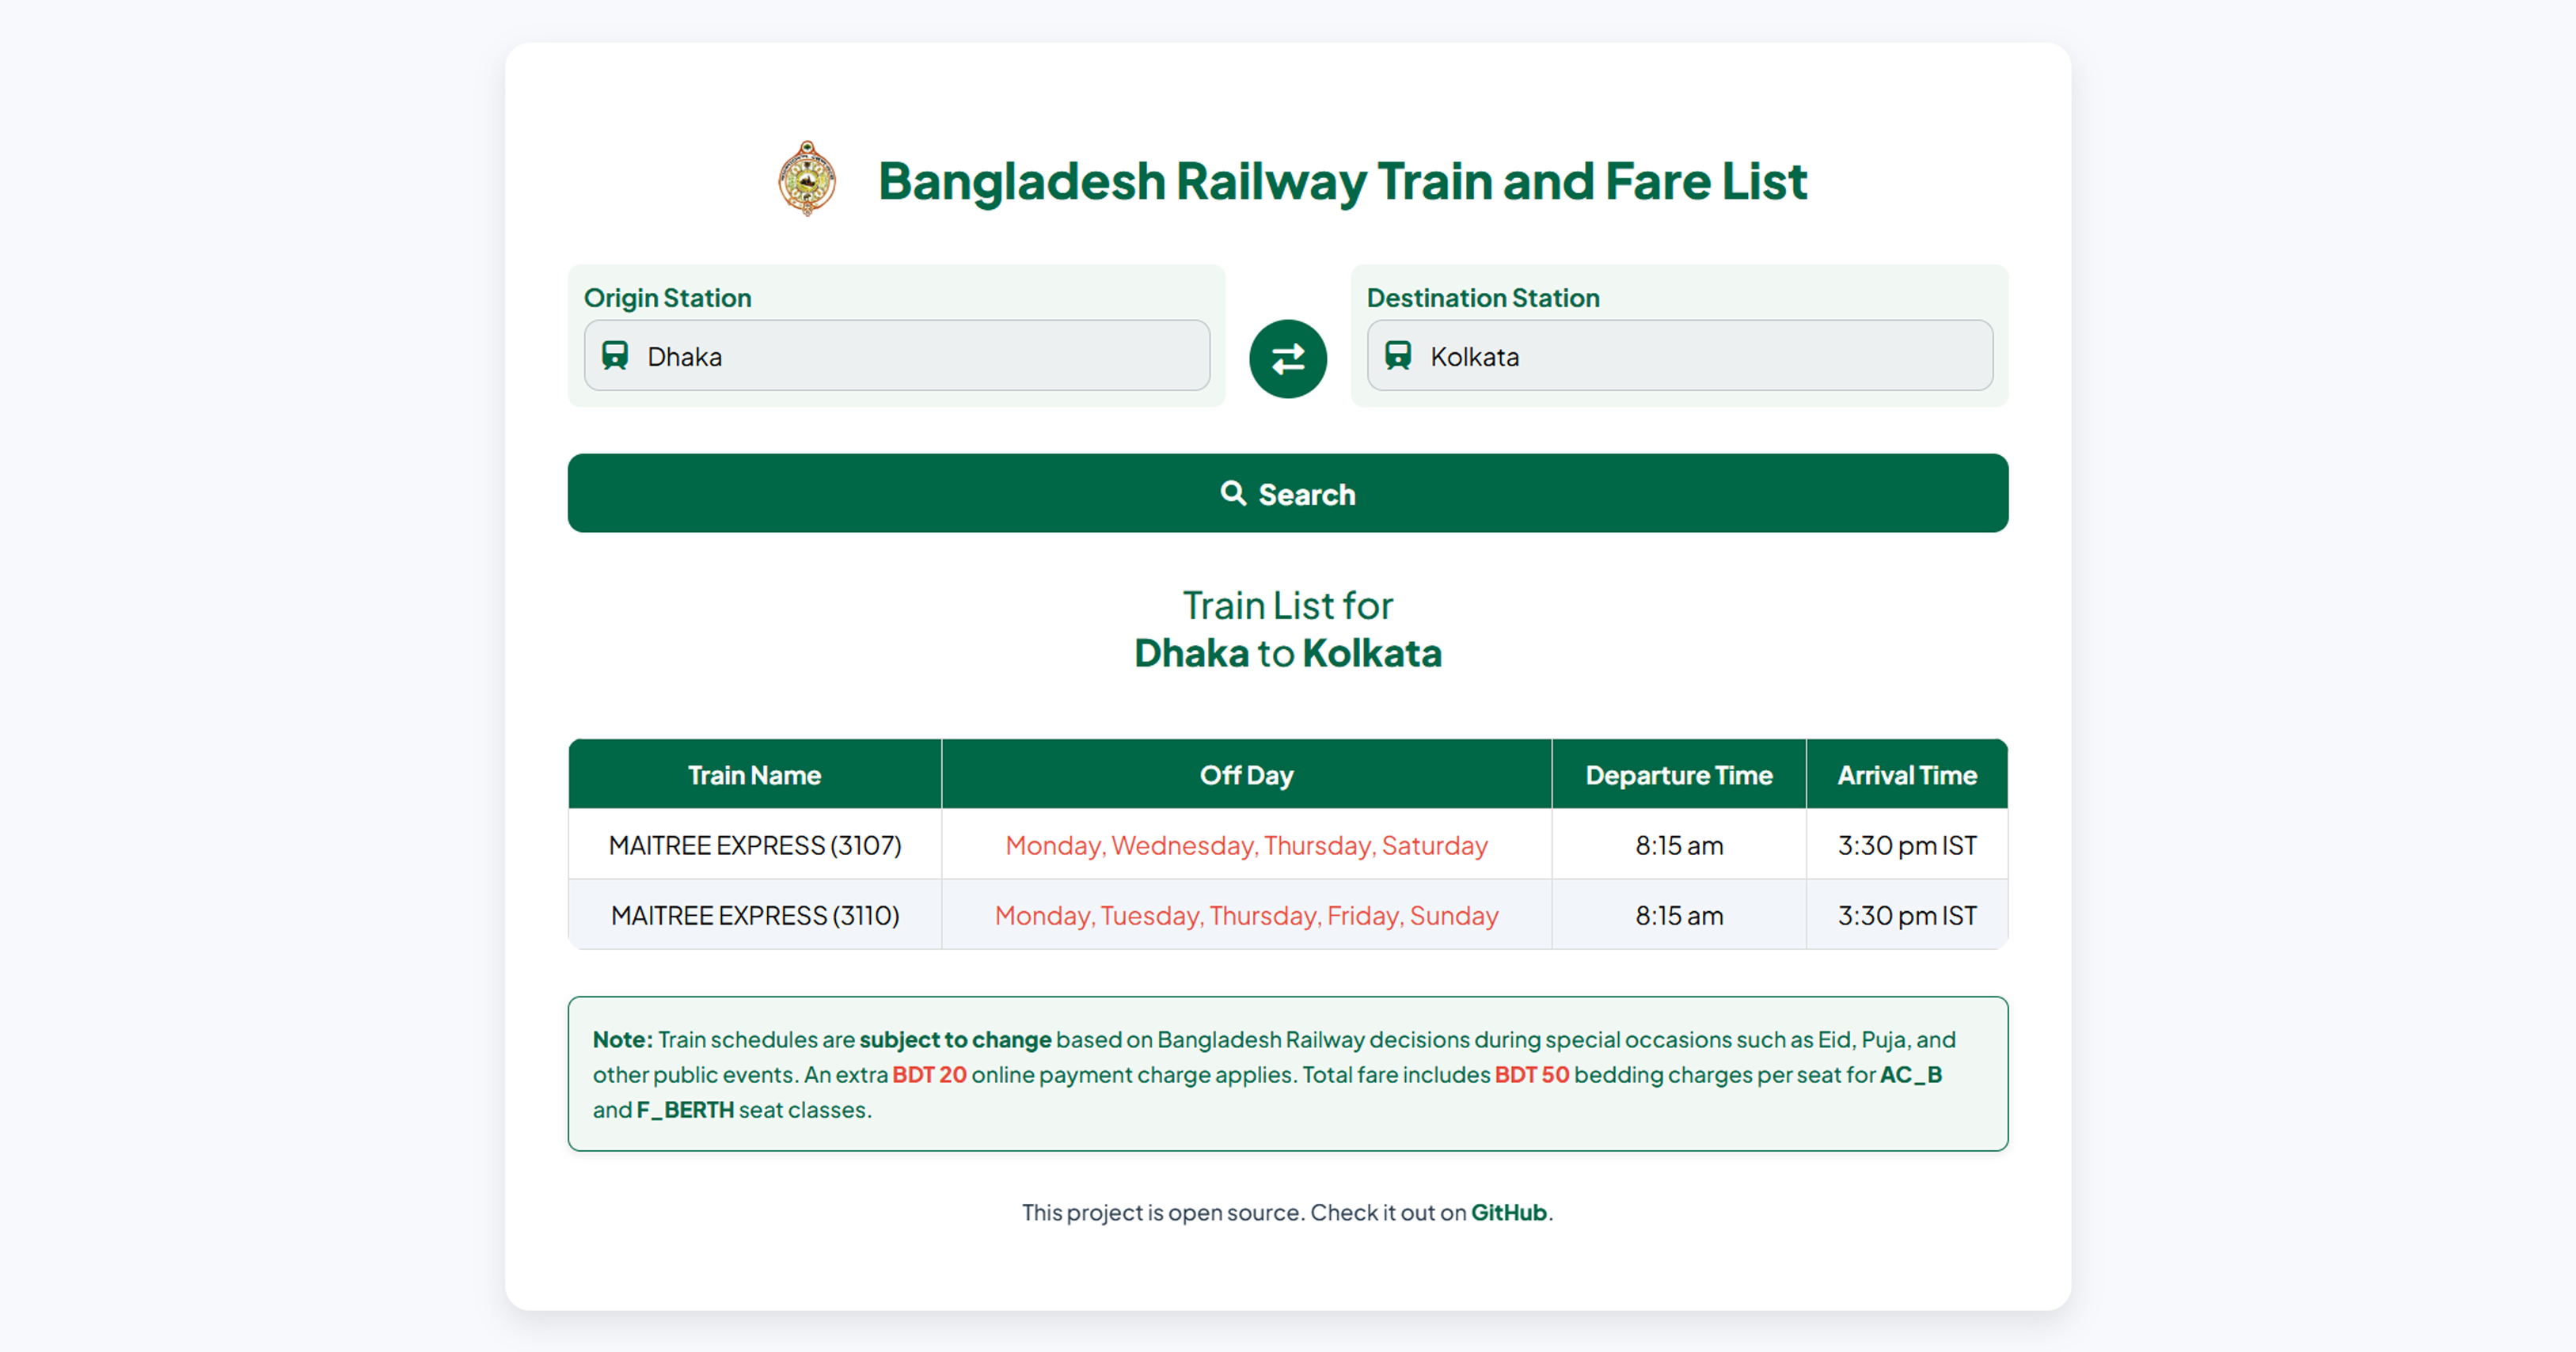 Bangladesh Railway Train and Fare List
Origin Station
Destination Station
Dhaka
Kolkata
Search
Train List for
Dhaka to Kolkata
Train Name Off Day Departure Time Arrival Time
MAITREE EXPRESS (3107) Monday, Wednesday, Thursday, Saturday 8:15 am 3:30 pm IST
MAITREE EXPRESS (3110) Monday, Tuesday, Thursday, Friday, Sunday 8:15 am 3:30 pm IST
Note: Train schedules are subject to change based on Bangladesh Railway decisions during special occasions such as Eid, Puja, and
other public events. An extra BDT 20 online payment charge applies. Total fare includes BDT 50 bedding charges per seat for AC_B
and F_BERTH seat classes.
This project is open source. Check it out on GitHub.